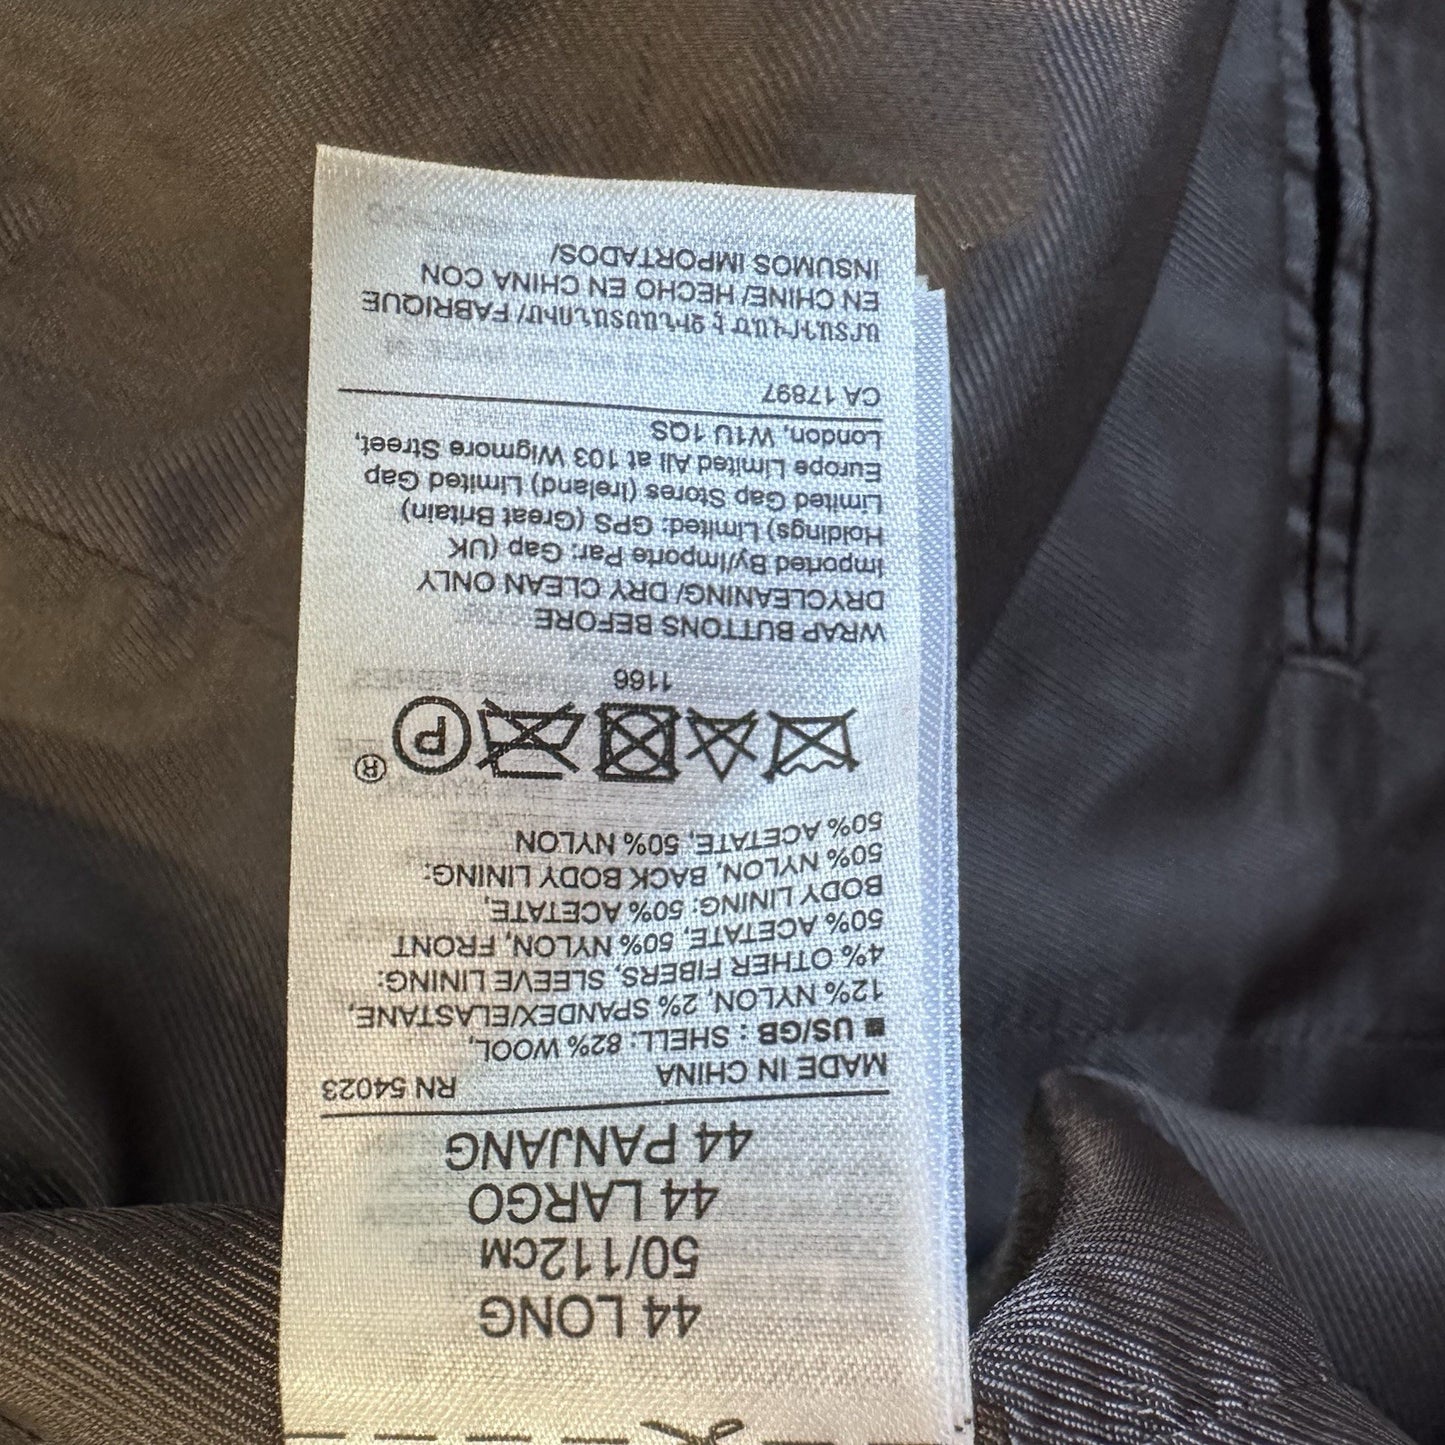 44 LONG
50/112CM
44 LARGO
44 PANJANG
MADE IN CHINA RN 54023
■ US/GB : SHELL: 82% WOOL,
12% NYLON, 2% SPANDEX/ELASTANE,
4% OTHER FIBERS, SLEEVE LINING:
50% ACETATE, 50% NYLON, FRONT
BODY LINING: 50% ACETATE,
50% NYLON, BACK BODY LINING:
50% ACETATE, 50% NYLON
P ®
1166
WRAP BUTTONS BEFORE
DRYCLEANING/ DRY CLEAN ONLY
Imported By/Importe Par: Gap (UK
Holdings) Limited: GPS (Great Britain)
Limited Gap Stores (Ireland) Limited Gap
Europe Limited All at 103 Wigmore Street,
London, W1U 1QS
CA 17897
ԱՐՏԱԴՐՎԱԾ Է ՉԻՆԱՍՏԱՆՈՒՄ/ FABRIQUE
EN CHINE/ HECHO EN CHINA CON
INSUMOS IMPORTADOS/